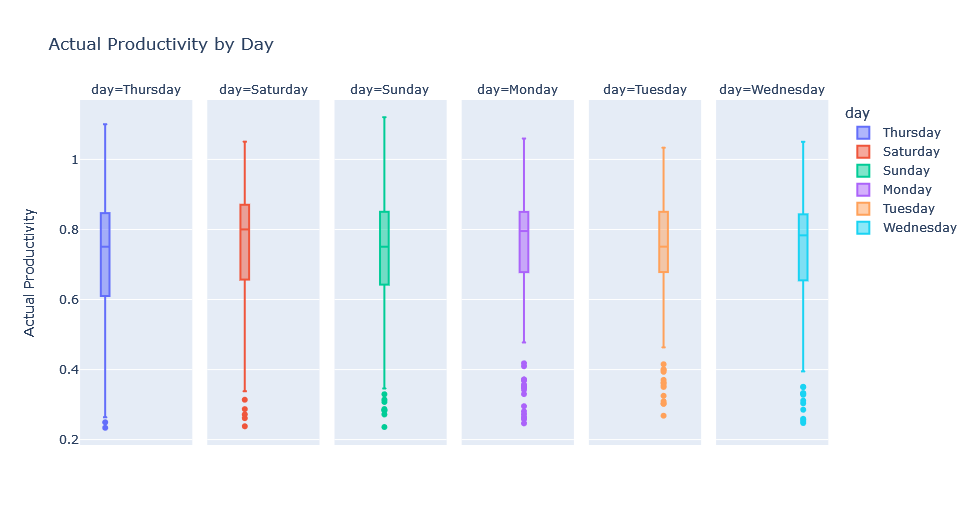 Actual Productivity by Day
day=Thursday
day=Saturday
day=Sunday
day=Monday
day=Tuesday
day=Wednesday
day
Thursday
Saturday
Sunday
Monday
Tuesday
Wednesday
1
0.8
0.6
0.4
0.2
Actual Productivity